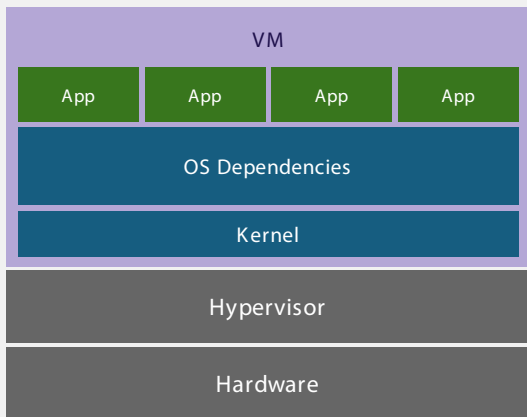 VM
App App App App
OS Dependencies
Kernel
Hypervisor
Hardware